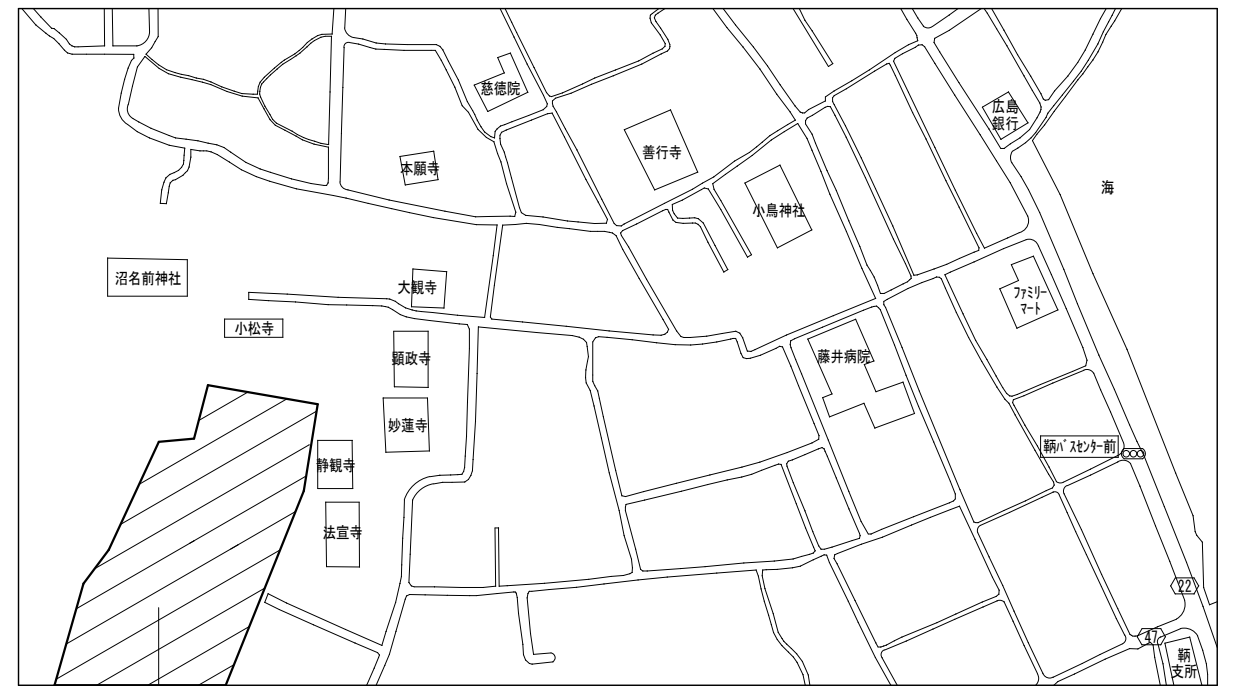 慈徳院
広島
銀行
善行寺
本願寺
海
小烏神社
沼名前神社
大観寺
ファミリー
マート
小松寺
顕政寺
藤井病院
妙蓮寺
鞆バスセンター前
静観寺
法宣寺
22
47
鞆
支所